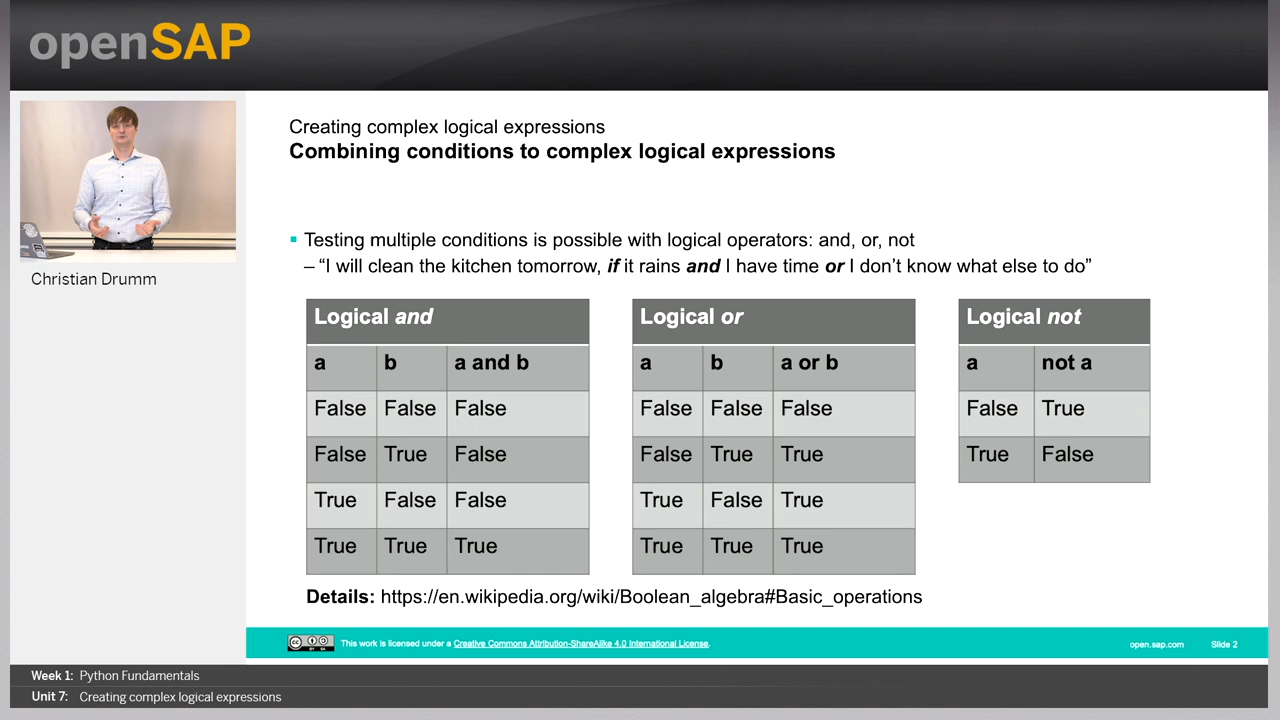 openSAP
Christian Drumm
Creating complex logical expressions
Combining conditions to complex logical expressions
Testing multiple conditions is possible with logical operators: and, or, not
– “I will clean the kitchen tomorrow, if it rains and I have time or I don’t know what else to do”
Logical and
a b a and b
False False False
False True False
True False False
True True True
Logical or
a b a or b
False False False
False True True
True False True
True True True
Logical not
a not a
False True
True False
Details: https://en.wikipedia.org/wiki/Boolean_algebra#Basic_operations
This work is licensed under a Creative Commons Attribution-ShareAlike 4.0 International License.
open.sap.com Slide 2
Week 1: Python Fundamentals
Unit 7: Creating complex logical expressions